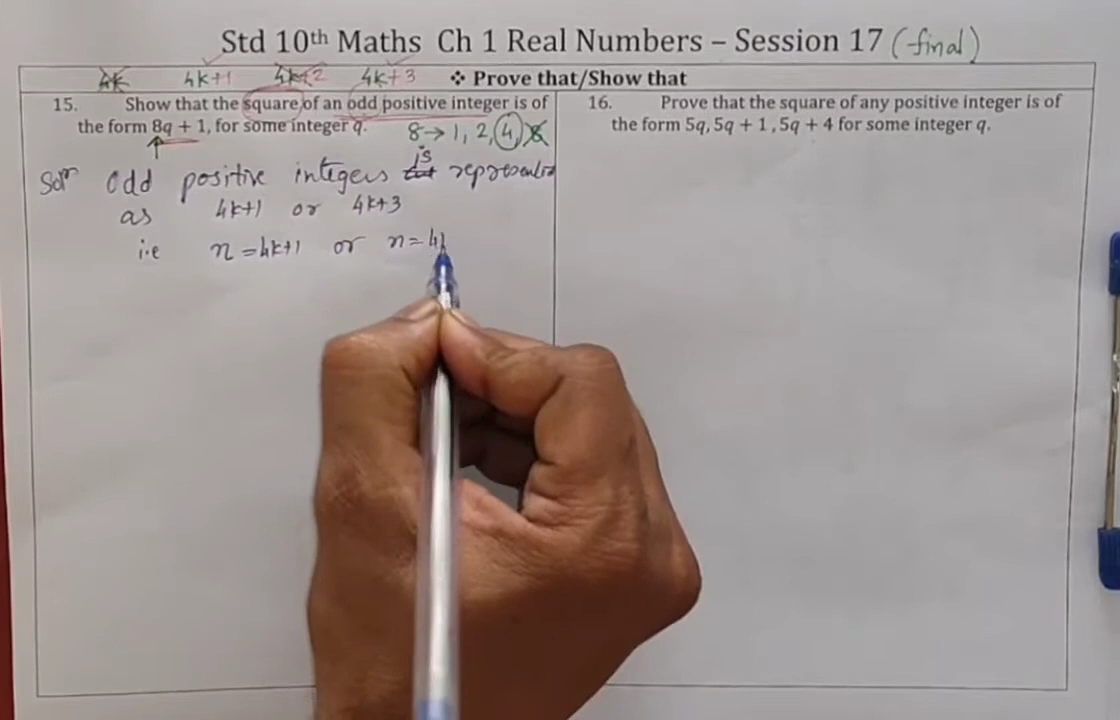 Std 10th Maths Ch 1 Real Numbers – Session 17 (final)
4k 4k+1 4k+2 4k+3 ❖ Prove that/Show that
15. Show that the square of an odd positive integer is of
the form 8q + 1, for some integer q. 8 → 1, 2, 4, 8
Solⁿ Odd positive integers is
as 4k+1 or 4k+3
i.e n = 4k+1 or n = 4
16. Prove that the square of any positive integer is of
the form 5q, 5q + 1 , 5q + 4 for some integer q.